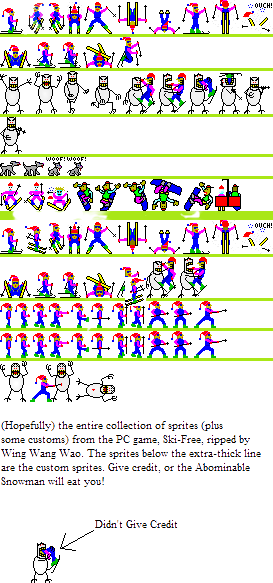 OUCH!
WOOF! WOOF!
OUCH!
(Hopefully) the entire collection of sprites (plus
some customs) from the PC game, Ski-Free, ripped by
Wing Wang Wao. The sprites below the extra-thick line
are the custom sprites. Give credit, or the Abominable
Snowman will eat you!
Didn't Give Credit